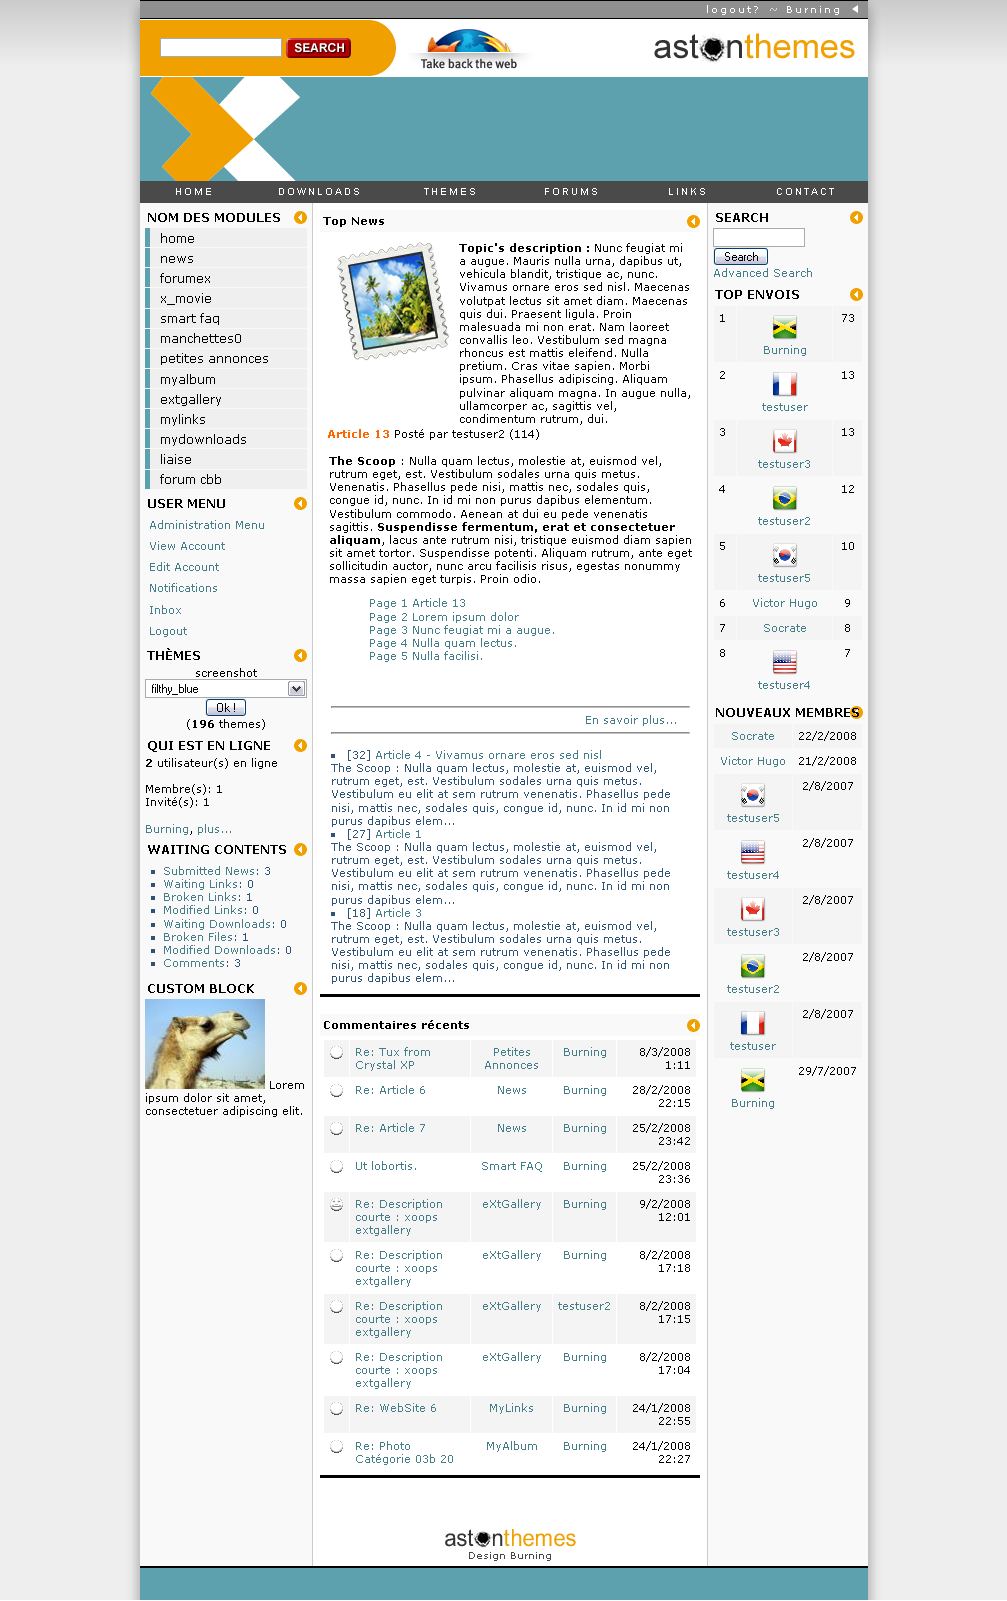 logout? ~ Burning
SEARCH
Take back the web
astonthemes
HOME DOWNLOADS THEMES FORUMS LINKS CONTACT
NOM DES MODULES
home
news
forumex
x_movie
smart faq
manchettes0
petites annonces
myalbum
extgallery
mylinks
mydownloads
liaise
forum cbb
USER MENU
Administration Menu
View Account
Edit Account
Notifications
Inbox
Logout
THÈMES
screenshot
filthy_blue
Ok !
(196 themes)
QUI EST EN LIGNE
2 utilisateur(s) en ligne
Membre(s): 1
Invité(s): 1
Burning, plus...
WAITING CONTENTS
Submitted News: 3
Waiting Links: 0
Broken Links: 1
Modified Links: 0
Waiting Downloads: 0
Broken Files: 1
Modified Downloads: 0
Comments: 3
CUSTOM BLOCK
Lorem
ipsum dolor sit amet,
consectetuer adipiscing elit.
Top News
Topic's description : Nunc feugiat mi
a augue. Mauris nulla urna, dapibus ut,
vehicula blandit, tristique ac, nunc.
Vivamus ornare eros sed nisl. Maecenas
volutpat lectus sit amet diam. Maecenas
quis dui. Praesent ligula. Proin
malesuada mi non erat. Nam laoreet
convallis leo. Vestibulum sed magna
rhoncus est mattis eleifend. Nulla
pretium. Cras vitae sapien. Morbi
ipsum. Phasellus adipiscing. Aliquam
pulvinar aliquam magna. In augue nulla,
ullamcorper ac, sagittis vel,
condimentum rutrum, dui.
Article 13 Posté par testuser2 (114)
The Scoop : Nulla quam lectus, molestie at, euismod vel,
rutrum eget, est. Vestibulum sodales urna quis metus.
Venenatis. Phasellus pede nisi, mattis nec, sodales quis,
congue id, nunc. In id mi non purus dapibus elementum.
Vestibulum commodo. Aenean at dui eu pede venenatis
sagittis. Suspendisse fermentum, erat et consectetuer
aliquam, lacus ante rutrum nisi, tristique euismod diam sapien
sit amet tortor. Suspendisse potenti. Aliquam rutrum, ante eget
sollicitudin auctor, nunc arcu facilisis risus, egestas nonummy
massa sapien eget turpis. Proin odio.
Page 1 Article 13
Page 2 Lorem ipsum dolor
Page 3 Nunc feugiat mi a augue.
Page 4 Nulla quam lectus.
Page 5 Nulla facilisi.
En savoir plus...
[32] Article 4 - Vivamus ornare eros sed nisl
The Scoop : Nulla quam lectus, molestie at, euismod vel,
rutrum eget, est. Vestibulum sodales urna quis metus.
Vestibulum eu elit at sem rutrum venenatis. Phasellus pede
nisi, mattis nec, sodales quis, congue id, nunc. In id mi non
purus dapibus elem...
[27] Article 1
The Scoop : Nulla quam lectus, molestie at, euismod vel,
rutrum eget, est. Vestibulum sodales urna quis metus.
Vestibulum eu elit at sem rutrum venenatis. Phasellus pede
nisi, mattis nec, sodales quis, congue id, nunc. In id mi non
purus dapibus elem...
[18] Article 3
The Scoop : Nulla quam lectus, molestie at, euismod vel,
rutrum eget, est. Vestibulum sodales urna quis metus.
Vestibulum eu elit at sem rutrum venenatis. Phasellus pede
nisi, mattis nec, sodales quis, congue id, nunc. In id mi non
purus dapibus elem...
Commentaires récents
Re: Tux from Petites Burning 8/3/2008
Crystal XP Annonces 1:11
Re: Article 6 News Burning 28/2/2008
22:15
Re: Article 7 News Burning 25/2/2008
23:42
Ut lobortis. Smart FAQ Burning 25/2/2008
23:36
Re: Description eXtGallery Burning 9/2/2008
courte : xoops 12:01
extgallery
Re: Description eXtGallery Burning 8/2/2008
courte : xoops 17:18
extgallery
Re: Description eXtGallery testuser2 8/2/2008
courte : xoops 17:15
extgallery
Re: Description eXtGallery Burning 8/2/2008
courte : xoops 17:04
extgallery
Re: WebSite 6 MyLinks Burning 24/1/2008
22:55
Re: Photo MyAlbum Burning 24/1/2008
Catégorie 03b 20 22:27
astonthemes
Design Burning
SEARCH
Search
Advanced Search
TOP ENVOIS
1 73
Burning
2 13
testuser
3 13
testuser3
4 12
testuser2
5 10
testuser5
6 Victor Hugo 9
7 Socrate 8
8 7
testuser4
NOUVEAUX MEMBRES
Socrate 22/2/2008
Victor Hugo 21/2/2008
2/8/2007
testuser5
2/8/2007
testuser4
2/8/2007
testuser3
2/8/2007
testuser2
2/8/2007
testuser
29/7/2007
Burning